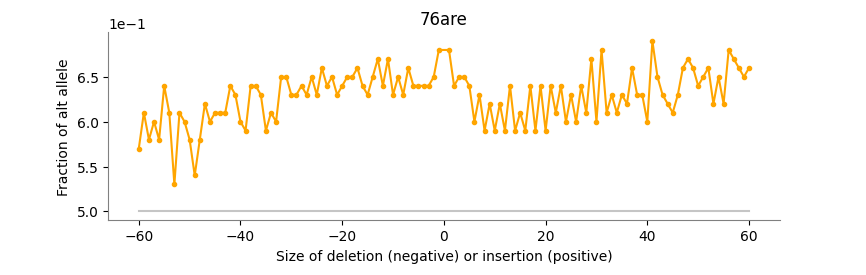 76are
1e−1
Fraction of alt allele
6.5
6.0
5.5
5.0
−60 −40 −20 0 20 40 60
Size of deletion (negative) or insertion (positive)